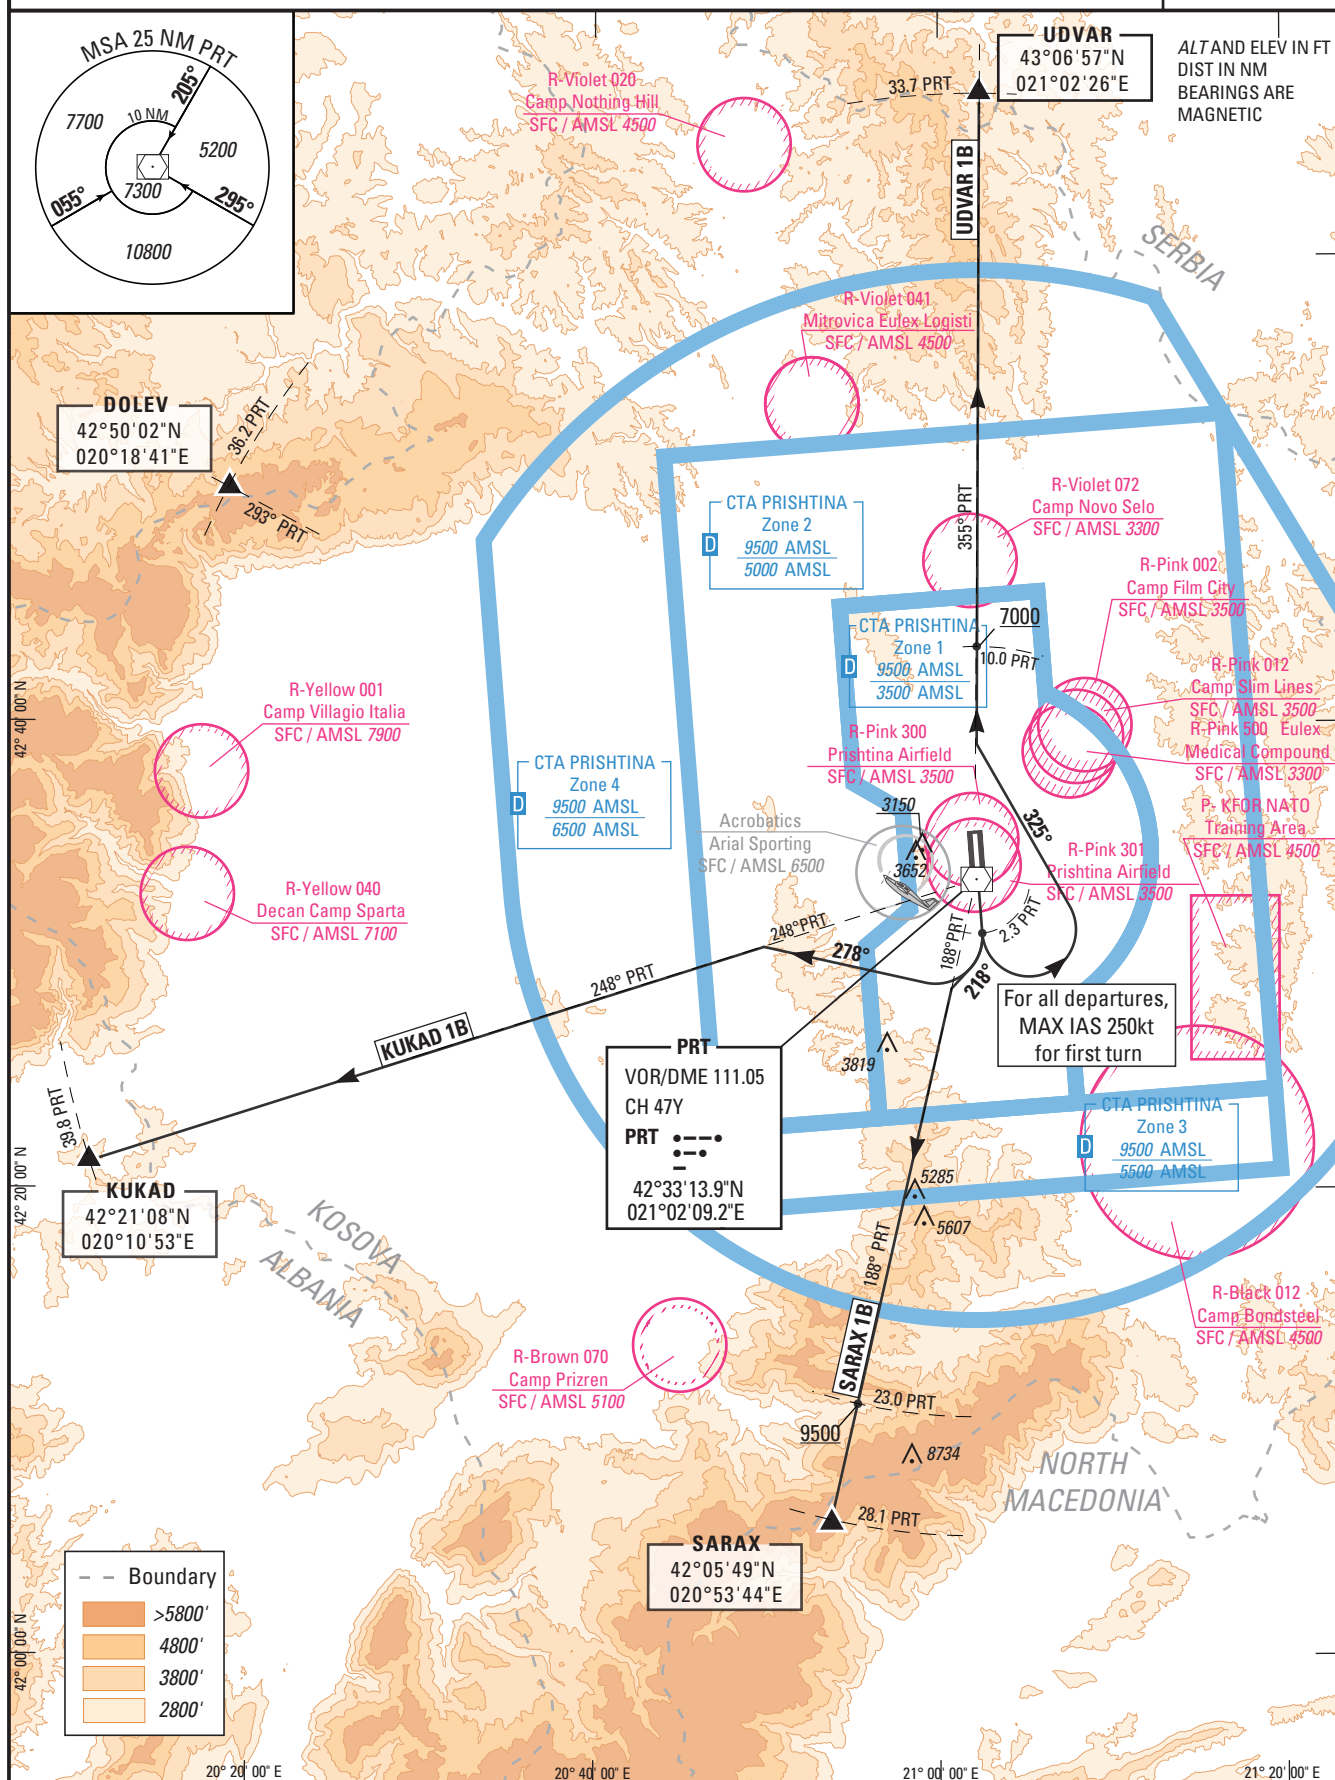 MSA 25 NM PRT
205°
7700
10 NM
5200
7300
055°
295°
10800
UDVAR
43°06'57"N
021°02'26"E
ALT AND ELEV IN FT
DIST IN NM
BEARINGS ARE
MAGNETIC
33.7 PRT
R-Violet 020
Camp Nothing Hill
SFC / AMSL 4500
UDVAR 1B
SERBIA
R-Violet 041
Mitrovica Eulex Logisti
SFC / AMSL 4500
DOLEV
42°50'02"N
020°18'41"E
36.2 PRT
293° PRT
CTA PRISHTINA
Zone 2
D
9500 AMSL
5000 AMSL
355° PRT
R-Violet 072
Camp Novo Selo
SFC / AMSL 3300
R-Pink 002
Camp Film City
SFC / AMSL 3500
7000
10.0 PRT
CTA PRISHTINA
Zone 1
D
9500 AMSL
3500 AMSL
R-Pink 012
Camp Slim Lines
SFC / AMSL 3500
R-Pink 500 Eulex
Medical Compound
SFC / AMSL 3300
42° 40' 00" N
R-Yellow 001
Camp Villagio Italia
SFC / AMSL 7900
R-Pink 300
Prishtina Airfield
SFC / AMSL 3500
CTA PRISHTINA
Zone 4
D
9500 AMSL
6500 AMSL
3150
3652
Acrobatics
Arial Sporting
SFC / AMSL 6500
325°
P- KFOR NATO
Training Area
SFC / AMSL 4500
R-Pink 301
Prishtina Airfield
SFC / AMSL 3500
R-Yellow 040
Decan Camp Sparta
SFC / AMSL 7100
248°PRT
278°
188°PRT
2.3 PRT
218°
248° PRT
KUKAD 1B
For all departures,
MAX IAS 250kt
for first turn
PRT
VOR/DME 111.05
CH 47Y
PRT
42°33'13.9"N
021°02'09.2"E
3819
39.8 PRT
CTA PRISHTINA
Zone 3
D
9500 AMSL
5500 AMSL
42° 20' 00" N
KUKAD
42°21'08"N
020°10'53"E
5285
5607
KOSOVA
ALBANIA
188° PRT
R-Black 012
Camp Bondsteel
SFC / AMSL 4500
R-Brown 070
Camp Prizren
SFC / AMSL 5100
SARAX 1B
23.0 PRT
9500
8734
NORTH
MACEDONIA
28.1 PRT
SARAX
42°05'49"N
020°53'44"E
Boundary
>5800'
4800'
3800'
2800'
42° 00' 00" N
20° 20' 00" E
20° 40' 00" E
21° 00' 00" E
21° 20' 00" E